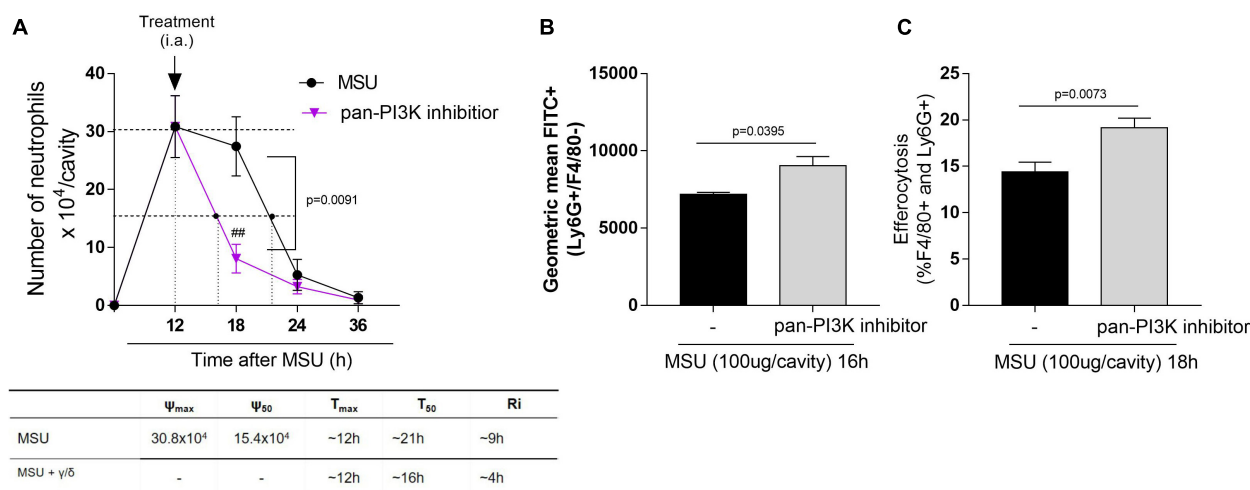 A
Treatment
(i.a.)
MSU
pan-PI3K inhibitior
Number of neutrophils
x 10⁴/cavity
40
30
20
10
0
p=0.0091
##
12 18 24 36
Time after MSU (h)
Ψmax Ψ50 Tmax T50 Ri
MSU 30.8x10⁴ 15.4x10⁴ ~12h ~21h ~9h
MSU + γ/δ - - ~12h ~16h ~4h
B
Geometric mean FITC+
(Ly6G+/F4/80-)
15000
10000
5000
0
p=0.0395
- pan-PI3K inhibitor
MSU (100ug/cavity) 16h
C
Efferocytosis
(%F4/80+ and Ly6G+)
25
20
15
10
5
0
p=0.0073
- pan-PI3K inhibitor
MSU (100ug/cavity) 18h